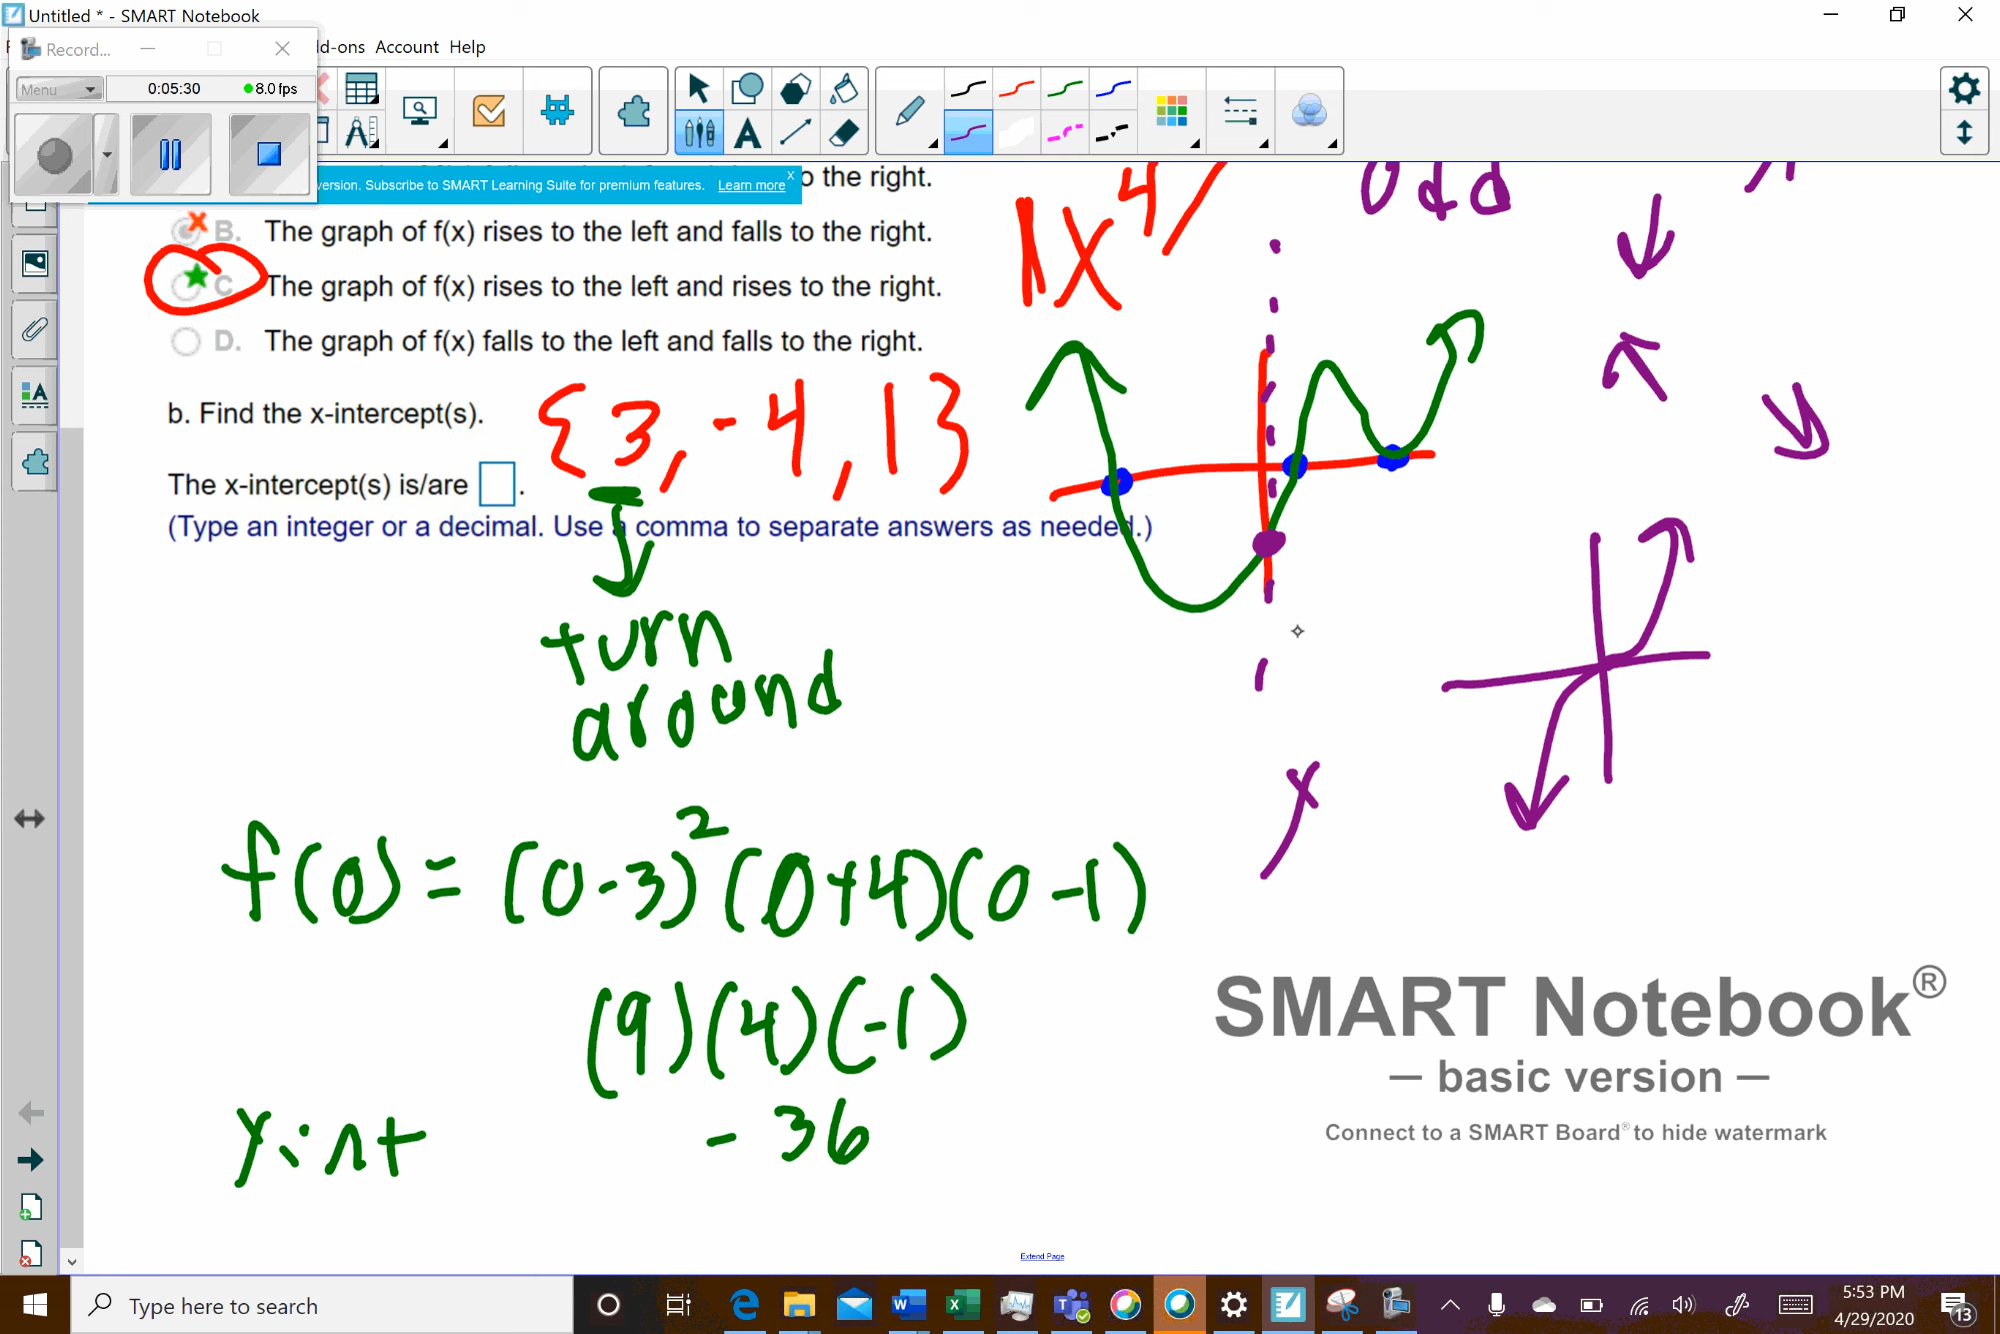 Untitled * - SMART Notebook
Record...
d-ons Account Help
Menu 0:05:30 8.0 fps
version. Subscribe to SMART Learning Suite for premium features. Learn more x
o the right.
1x⁴
Odd
B. The graph of f(x) rises to the left and falls to the right.
C. The graph of f(x) rises to the left and rises to the right.
D. The graph of f(x) falls to the left and falls to the right.
b. Find the x-intercept(s). {3, -4, 1}
The x-intercept(s) is/are .
(Type an integer or a decimal. Use a comma to separate answers as needed.)
turn
around
f(0) = (0-3)² (0+4)(0-1)
(9)(4)(-1)
y int -36
SMART Notebook®
— basic version —
Connect to a SMART Board® to hide watermark
Extend Page
Type here to search
5:53 PM
4/29/2020
13